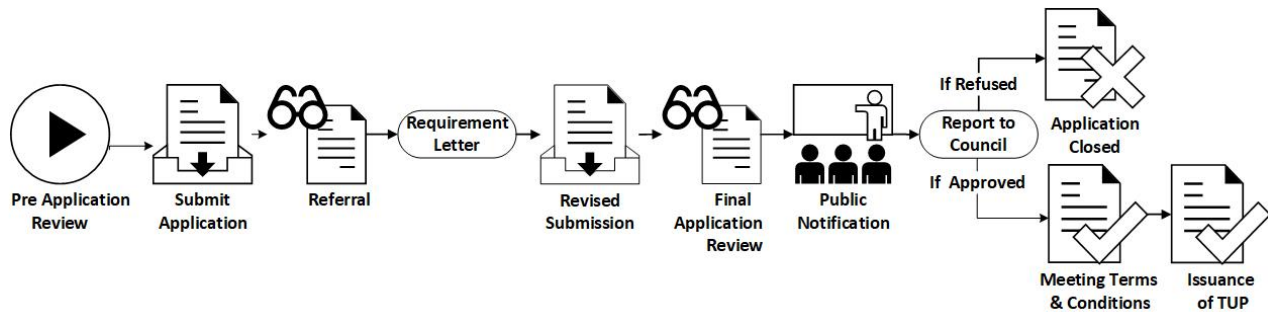 Pre Application
Review
Submit
Application
Referral
Requirement
Letter
Revised
Submission
Final
Application
Review
Public
Notification
Report to
Council
If Refused
Application
Closed
If Approved
Meeting Terms
& Conditions
Issuance
of TUP